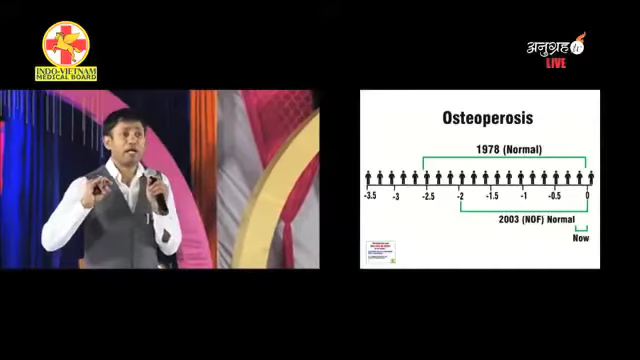 INDO-VIETNAM
MEDICAL BOARD
अनुग्रह tv
LIVE
Osteoperosis
1978 (Normal)
-3.5 -3 -2.5 -2 -1.5 -1 -0.5 0
2003 (NOF) Normal
Now